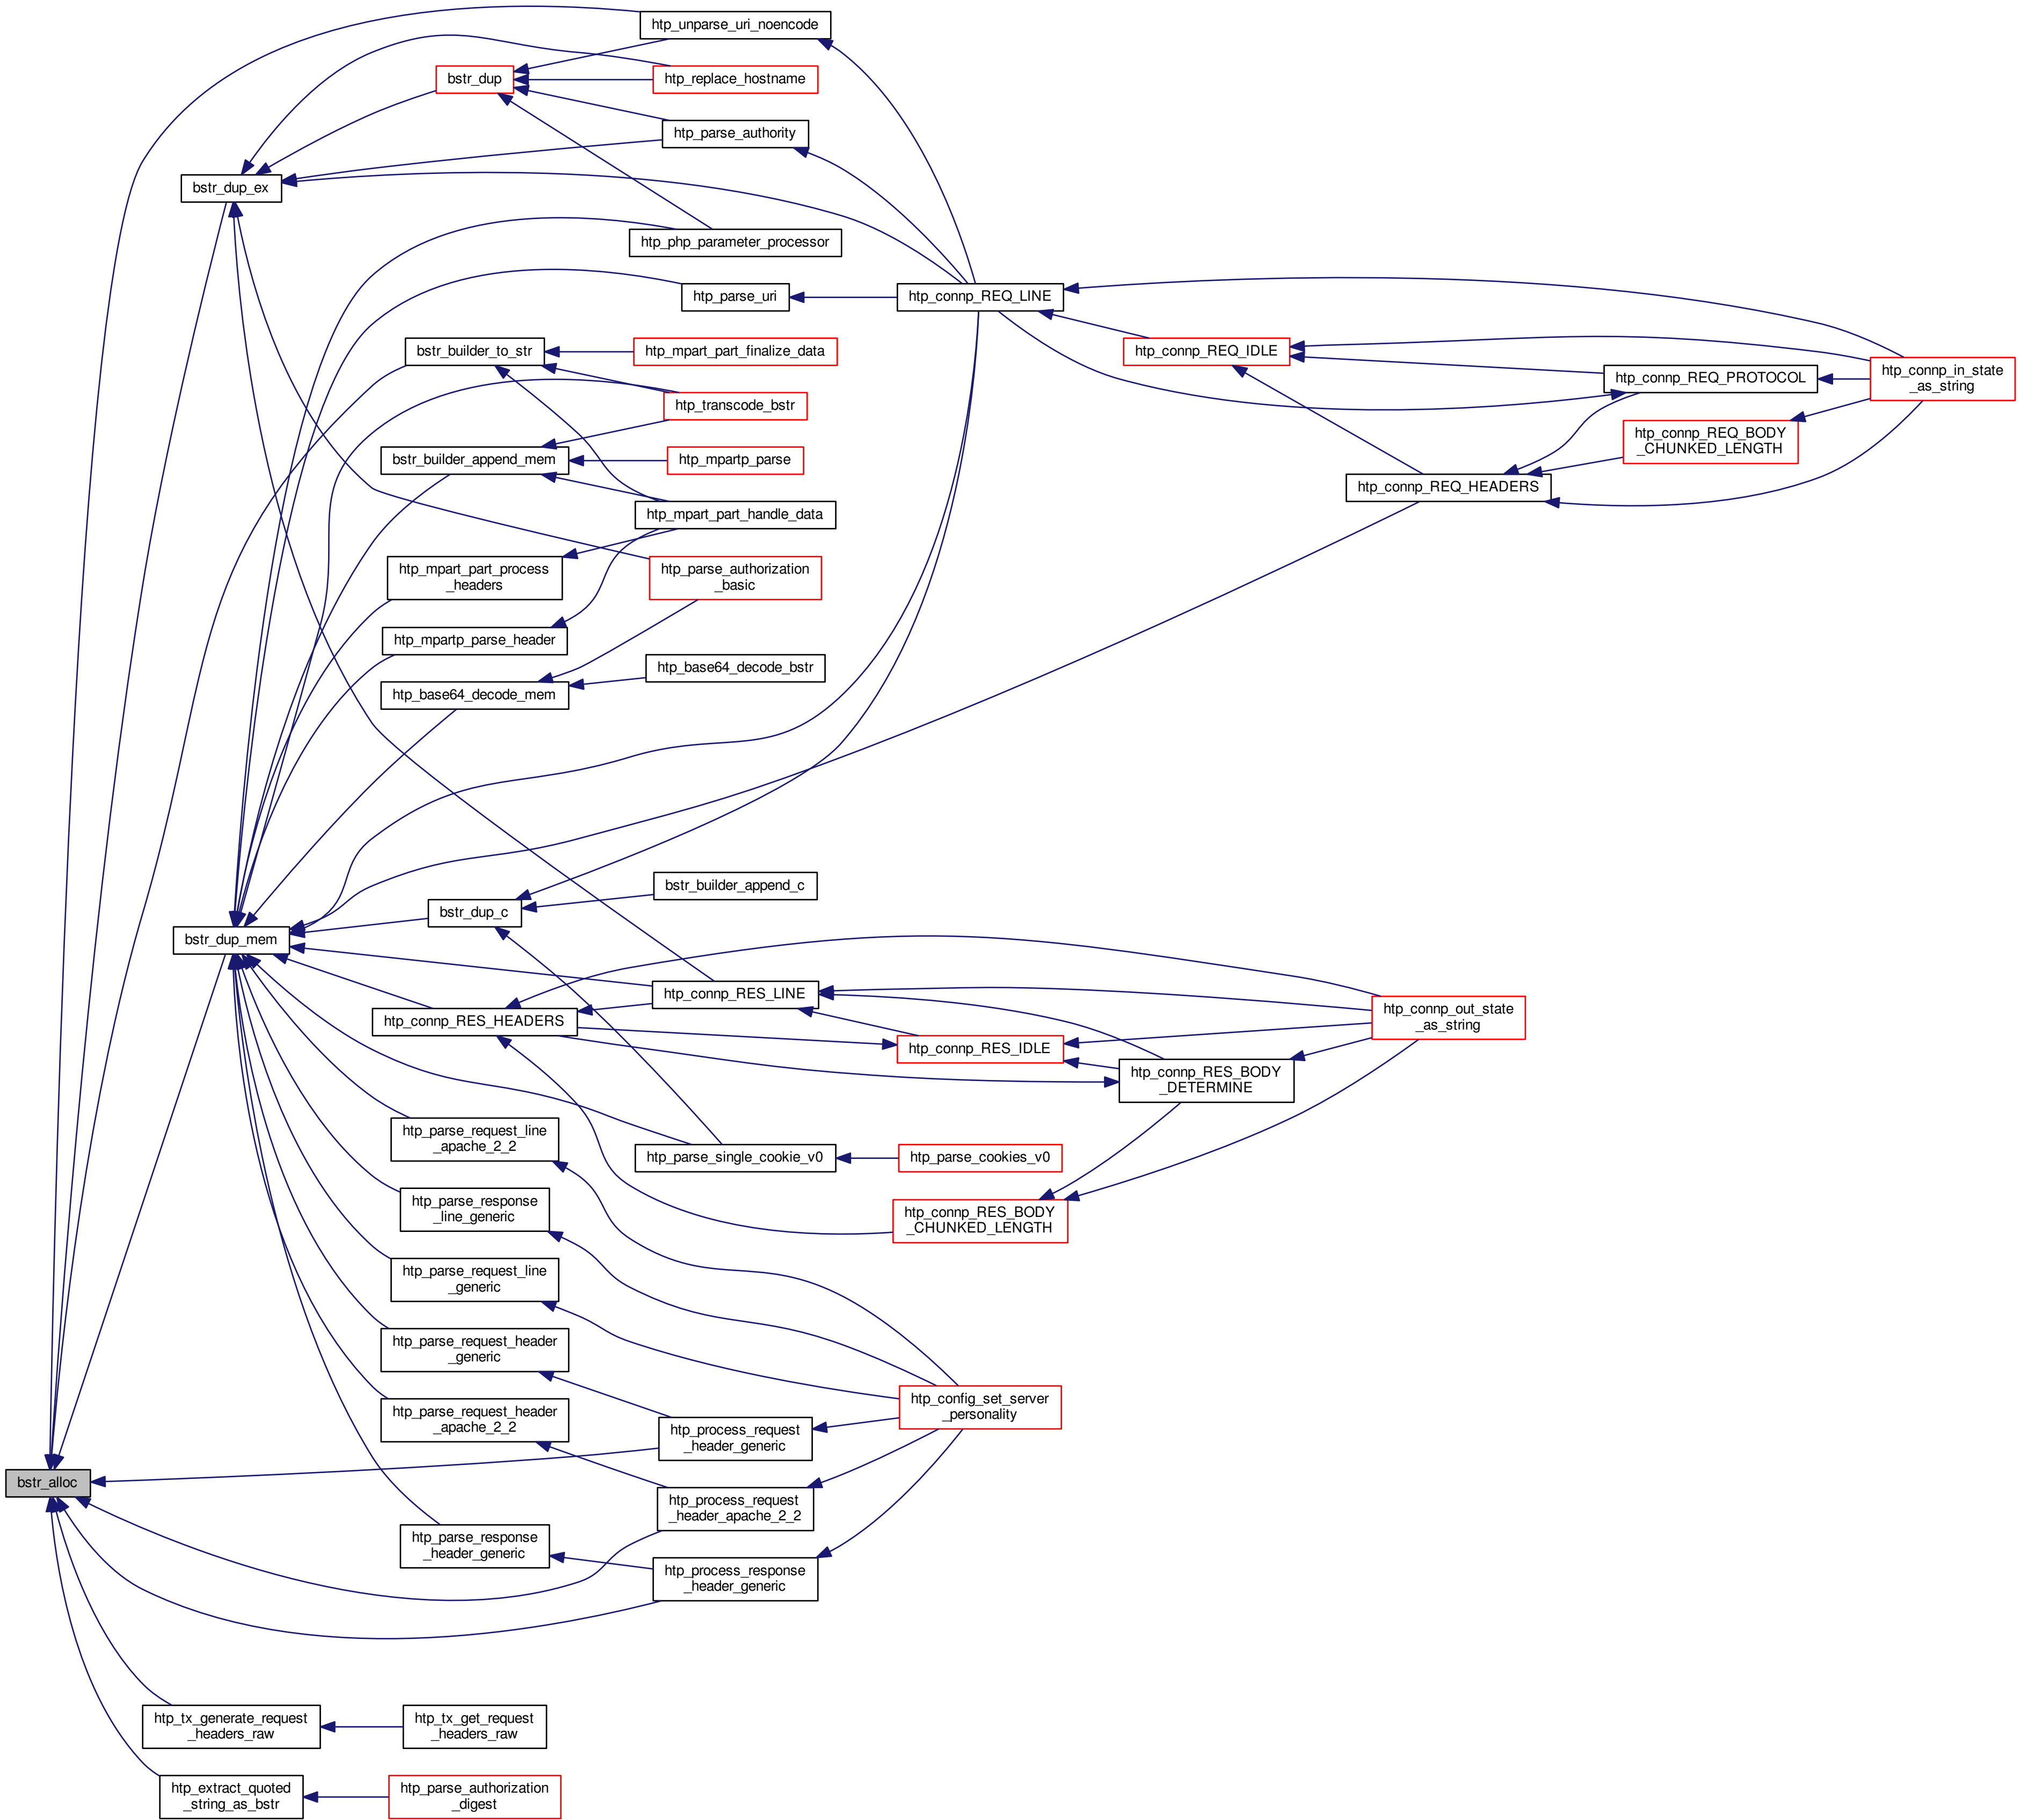 htp_unparse_uri_noencode
bstr_dup
htp_replace_hostname
htp_parse_authority
bstr_dup_ex
htp_php_parameter_processor
htp_parse_uri
htp_connp_REQ_LINE
bstr_builder_to_str
htp_mpart_part_finalize_data
htp_connp_REQ_IDLE
htp_connp_REQ_PROTOCOL
htp_connp_in_state
_as_string
htp_transcode_bstr
bstr_builder_append_mem
htp_mpartp_parse
htp_connp_REQ_BODY
_CHUNKED_LENGTH
htp_connp_REQ_HEADERS
htp_mpart_part_handle_data
htp_mpart_part_process
_headers
htp_parse_authorization
_basic
htp_mpartp_parse_header
htp_base64_decode_bstr
htp_base64_decode_mem
bstr_builder_append_c
bstr_dup_c
bstr_dup_mem
htp_connp_RES_LINE
htp_connp_RES_HEADERS
htp_connp_out_state
_as_string
htp_connp_RES_IDLE
htp_connp_RES_BODY
_DETERMINE
htp_parse_request_line
_apache_2_2
htp_parse_single_cookie_v0
htp_parse_cookies_v0
htp_parse_response
_line_generic
htp_connp_RES_BODY
_CHUNKED_LENGTH
htp_parse_request_line
_generic
htp_parse_request_header
_generic
htp_config_set_server
_personality
htp_parse_request_header
_apache_2_2
htp_process_request
_header_generic
bstr_alloc
htp_process_request
_header_apache_2_2
htp_parse_response
_header_generic
htp_process_response
_header_generic
htp_tx_generate_request
_headers_raw
htp_tx_get_request
_headers_raw
htp_extract_quoted
_string_as_bstr
htp_parse_authorization
_digest